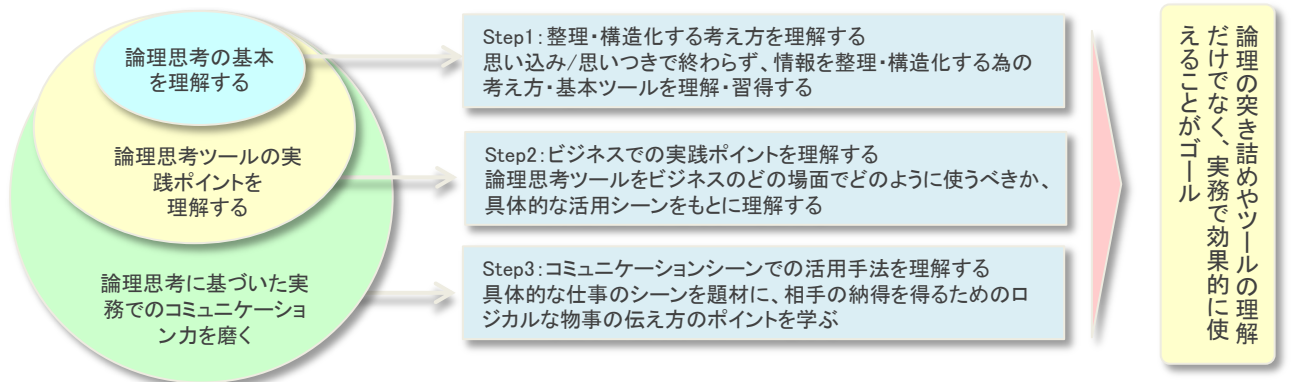 論理思考の基本
を理解する
論理思考ツールの実
践ポイントを
理解する
論理思考に基づいた実
務でのコミュニケーショ
ン力を磨く
Step1：整理・構造化する考え方を理解する
思い込み/思いつきで終わらず、情報を整理・構造化する為の
考え方・基本ツールを理解・習得する
Step2：ビジネスでの実践ポイントを理解する
論理思考ツールをビジネスのどの場面でどのように使うべきか、
具体的な活用シーンをもとに理解する
Step3：コミュニケーションシーンでの活用手法を理解する
具体的な仕事のシーンを題材に、相手の納得を得るためのロ
ジカルな物事の伝え方のポイントを学ぶ
論理の突き詰めやツールの理解
だけでなく、実務で効果的に使
えることがゴール